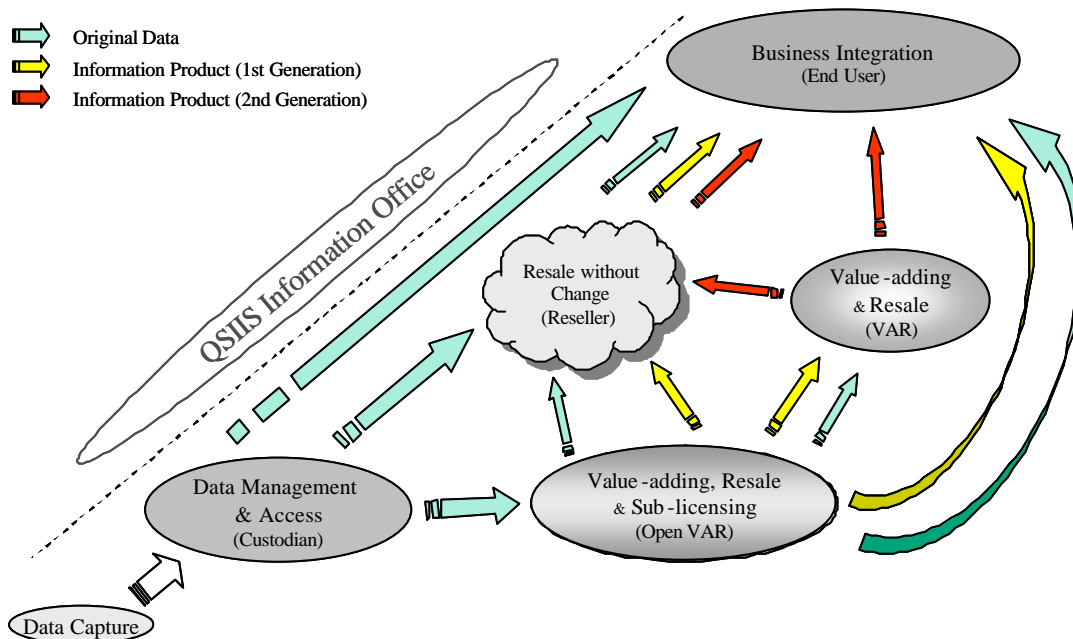 Original Data
Information Product (1st Generation)
Information Product (2nd Generation)
Business Integration
(End User)
QSIIS Information Office
Resale without
Change
(Reseller)
Value-adding
& Resale
(VAR)
Data Management
& Access
(Custodian)
Value-adding, Resale
& Sub-licensing
(Open VAR)
Data Capture